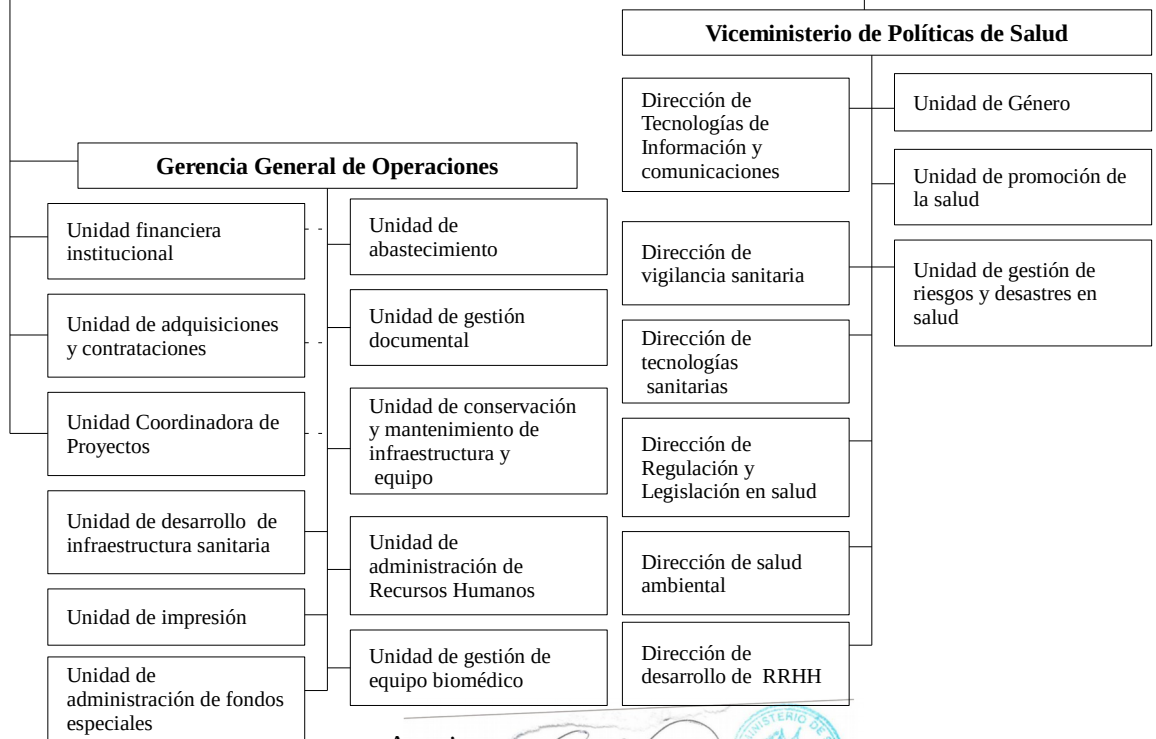 Viceministerio de Políticas de Salud
Dirección de
Tecnologías de
Información y
comunicaciones
Unidad de Género
Unidad de promoción de
la salud
Dirección de
vigilancia sanitaria
Unidad de gestión de
riesgos y desastres en
salud
Dirección de
tecnologías
sanitarias
Dirección de
Regulación y
Legislación en salud
Dirección de salud
ambiental
Dirección de
desarrollo de RRHH
Gerencia General de Operaciones
Unidad financiera
institucional
Unidad de
abastecimiento
Unidad de adquisiciones
y contrataciones
Unidad de gestión
documental
Unidad Coordinadora de
Proyectos
Unidad de conservación
y mantenimiento de
infraestructura y
equipo
Unidad de desarrollo de
infraestructura sanitaria
Unidad de
administración de
Recursos Humanos
Unidad de impresión
Unidad de gestión de
equipo biomédico
Unidad de
administración de fondos
especiales
MINISTERIO DE